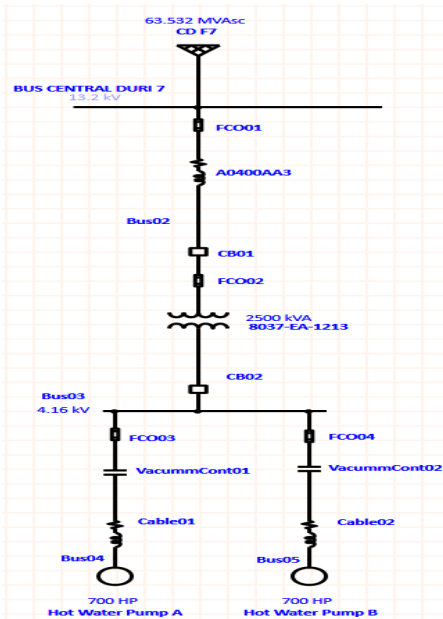 63.532 MVAsc
CD F7
BUS CENTRAL DURI 7
13.2 kV
FCO01
A0400AA3
Bus02
CB01
FCO02
2500 kVA
8037-EA-1213
CB02
Bus03
4.16 kV
FCO03
FCO04
VacummCont01
VacummCont02
Cable01
Cable02
Bus04
Bus05
700 HP
700 HP
Hot Water Pump A
Hot Water Pump B